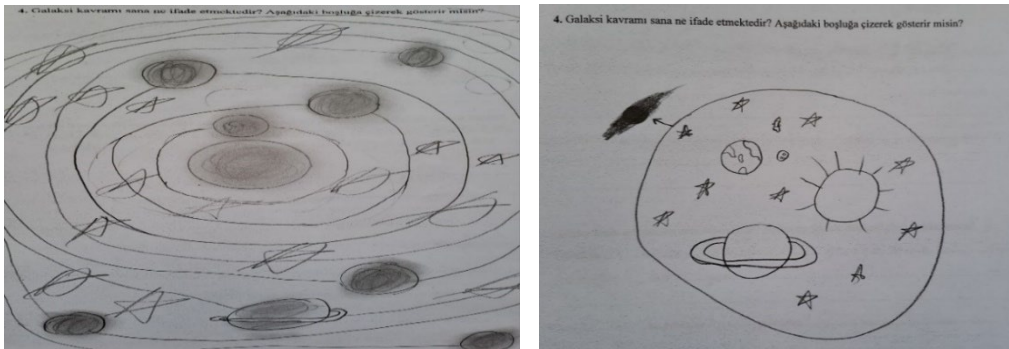 4. Galaksi kavramı sana ne ifade etmektedir? Aşağıdaki boşluğa çizerek gösterir misin?
4. Galaksi kavramı sana ne ifade etmektedir? Aşağıdaki boşluğa çizerek gösterir misin?